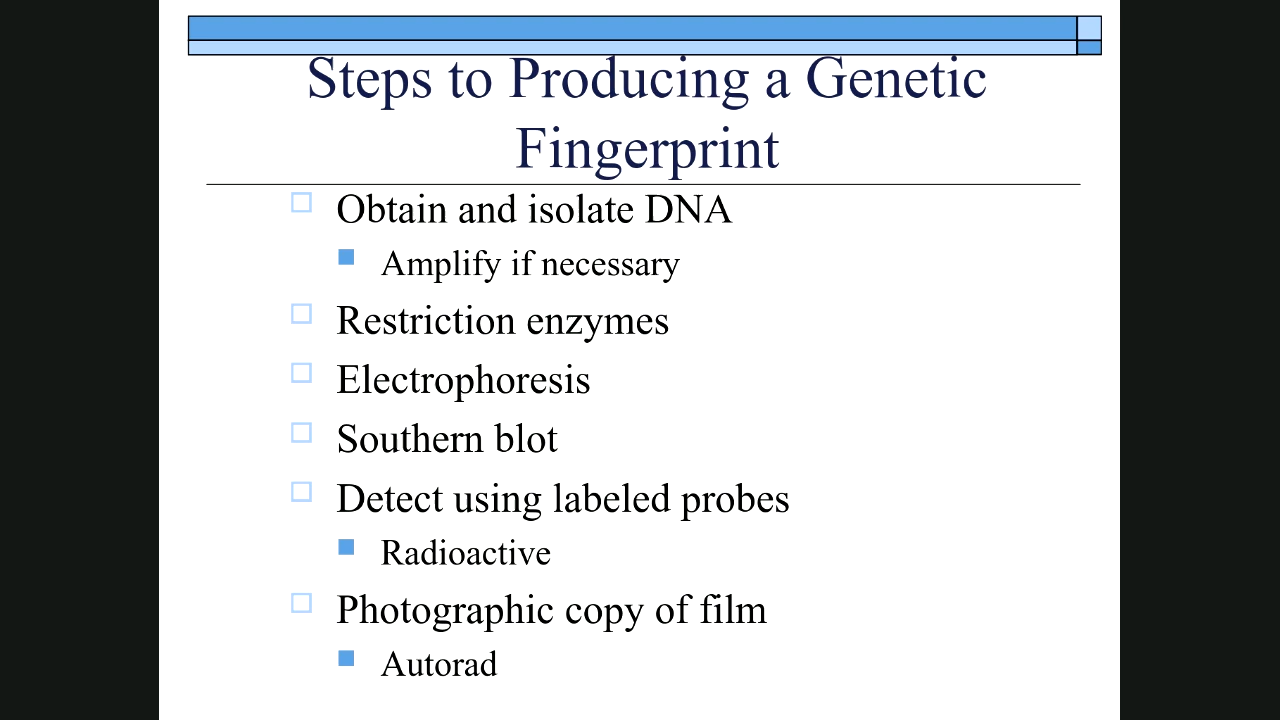 Steps to Producing a Genetic
Fingerprint
Obtain and isolate DNA
Amplify if necessary
Restriction enzymes
Electrophoresis
Southern blot
Detect using labeled probes
Radioactive
Photographic copy of film
Autorad